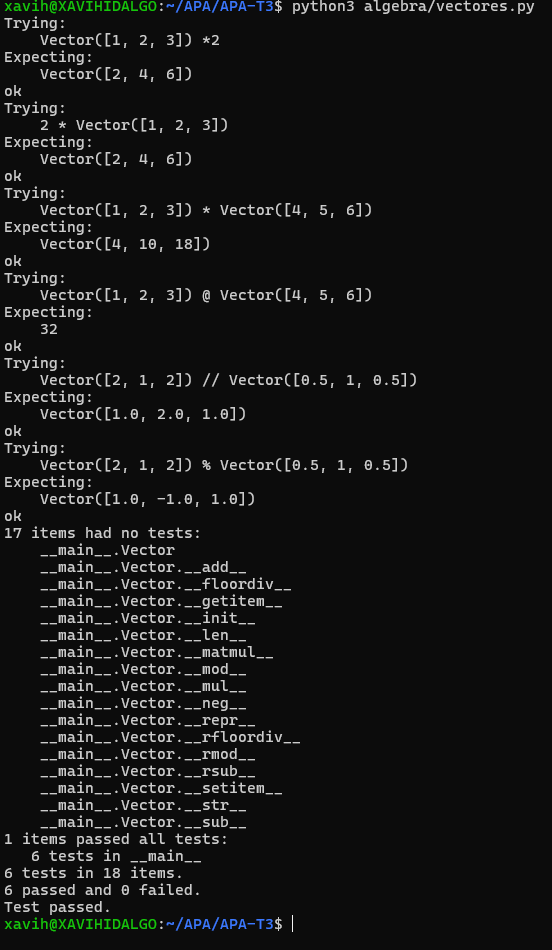 xavih@XAVIHIDALGO:~/APA/APA-T3$ python3 algebra/vectores.py
Trying:
    Vector([1, 2, 3]) *2
Expecting:
    Vector([2, 4, 6])
ok
Trying:
    2 * Vector([1, 2, 3])
Expecting:
    Vector([2, 4, 6])
ok
Trying:
    Vector([1, 2, 3]) * Vector([4, 5, 6])
Expecting:
    Vector([4, 10, 18])
ok
Trying:
    Vector([1, 2, 3]) @ Vector([4, 5, 6])
Expecting:
    32
ok
Trying:
    Vector([2, 1, 2]) // Vector([0.5, 1, 0.5])
Expecting:
    Vector([1.0, 2.0, 1.0])
ok
Trying:
    Vector([2, 1, 2]) % Vector([0.5, 1, 0.5])
Expecting:
    Vector([1.0, -1.0, 1.0])
ok
17 items had no tests:
    __main__.Vector
    __main__.Vector.__add__
    __main__.Vector.__floordiv__
    __main__.Vector.__getitem__
    __main__.Vector.__init__
    __main__.Vector.__len__
    __main__.Vector.__matmul__
    __main__.Vector.__mod__
    __main__.Vector.__mul__
    __main__.Vector.__neg__
    __main__.Vector.__repr__
    __main__.Vector.__rfloordiv__
    __main__.Vector.__rmod__
    __main__.Vector.__rsub__
    __main__.Vector.__setitem__
    __main__.Vector.__str__
    __main__.Vector.__sub__
1 items passed all tests:
   6 tests in __main__
6 tests in 18 items.
6 passed and 0 failed.
Test passed.
xavih@XAVIHIDALGO:~/APA/APA-T3$